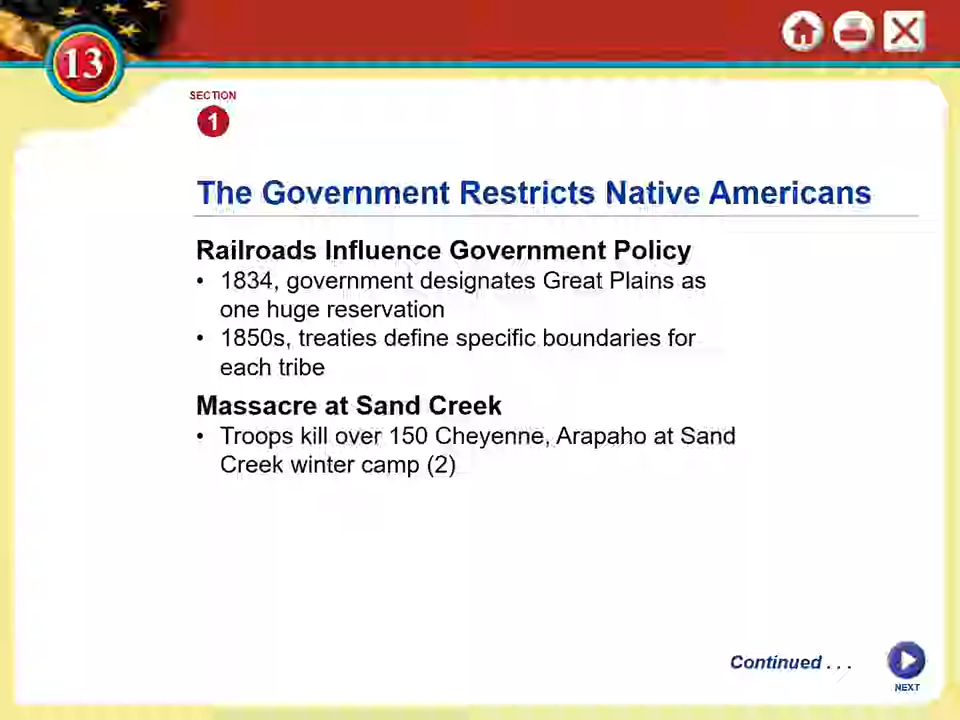 13
SECTION
1
The Government Restricts Native Americans
Railroads Influence Government Policy
• 1834, government designates Great Plains as
one huge reservation
• 1850s, treaties define specific boundaries for
each tribe
Massacre at Sand Creek
• Troops kill over 150 Cheyenne, Arapaho at Sand
Creek winter camp (2)
Continued . . .
NEXT